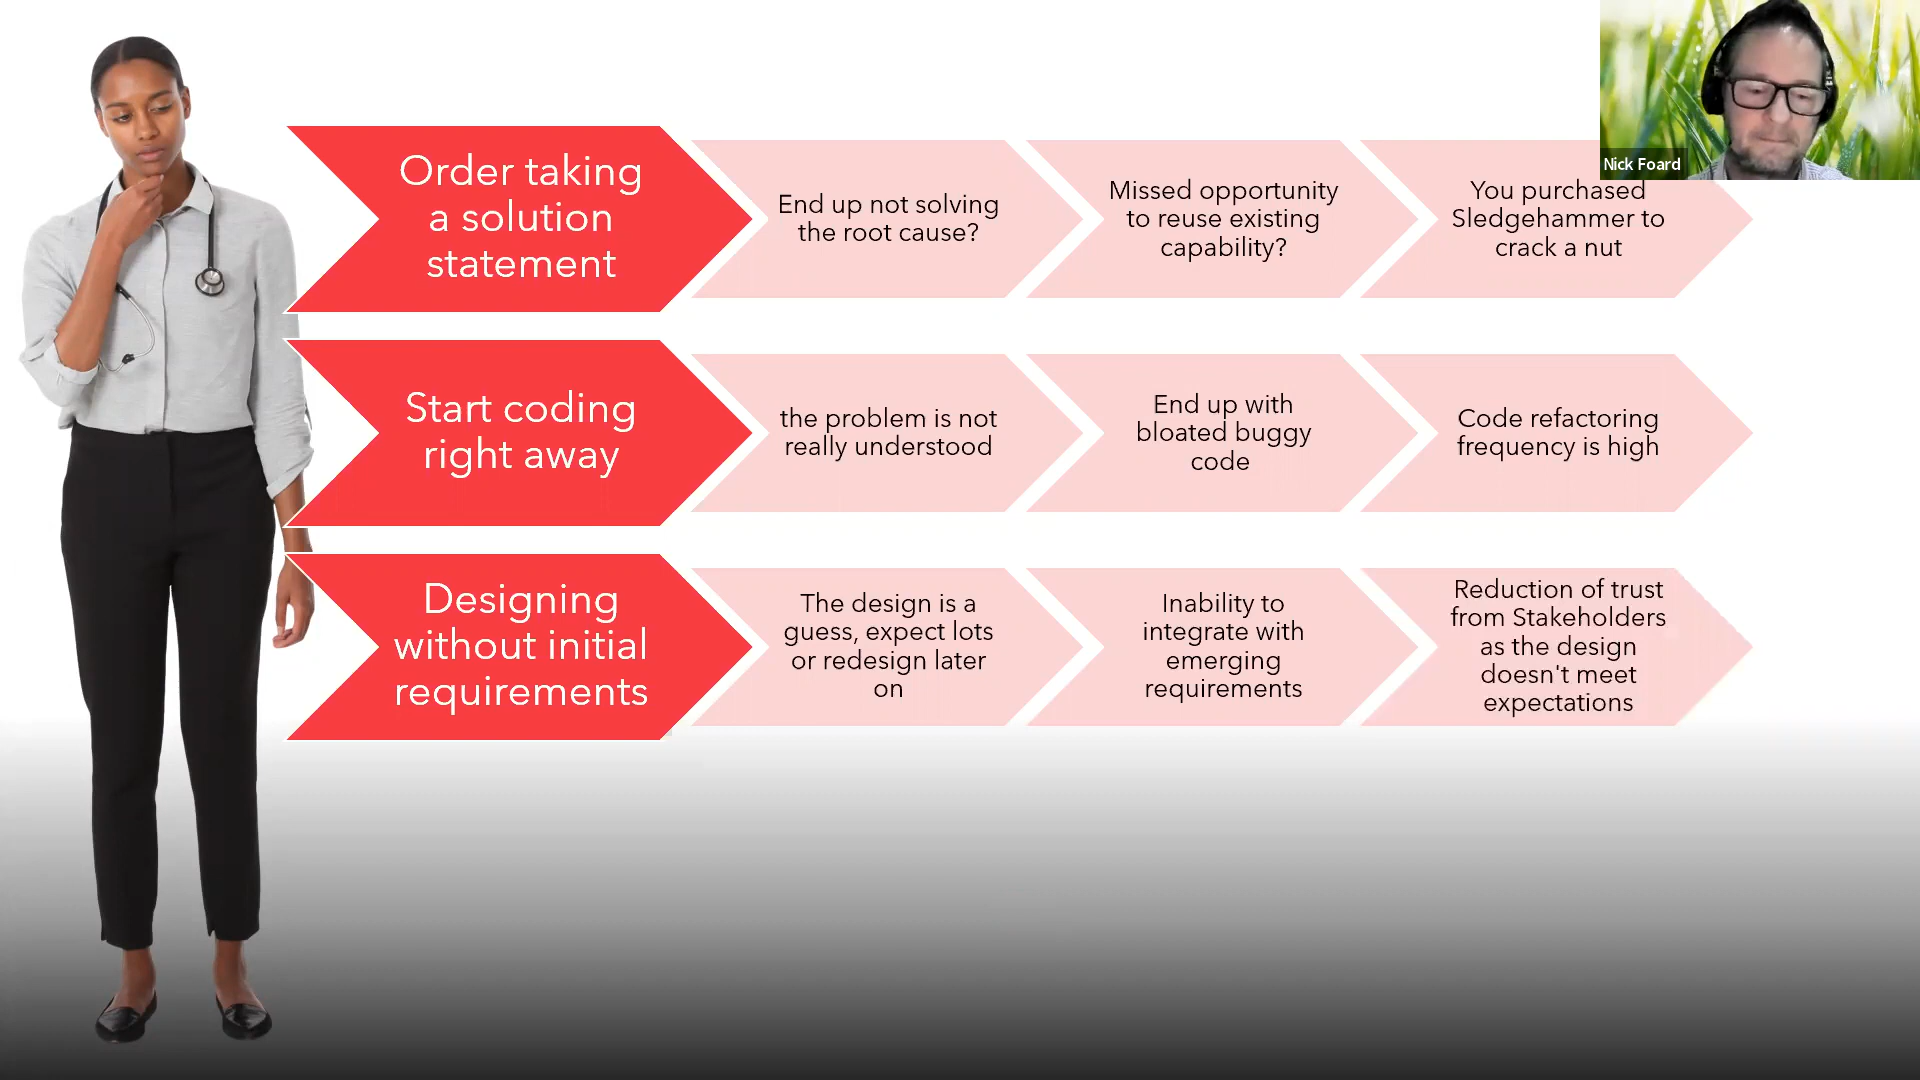 Order taking
a solution
statement
End up not solving
the root cause?
Missed opportunity
to reuse existing
capability?
You purchased
Sledgehammer to
crack a nut
Start coding
right away
the problem is not
really understood
End up with
bloated buggy
code
Code refactoring
frequency is high
Designing
without initial
requirements
The design is a
guess, expect lots
or redesign later
on
Inability to
integrate with
emerging
requirements
Reduction of trust
from Stakeholders
as the design
doesn't meet
expectations
Nick Foard